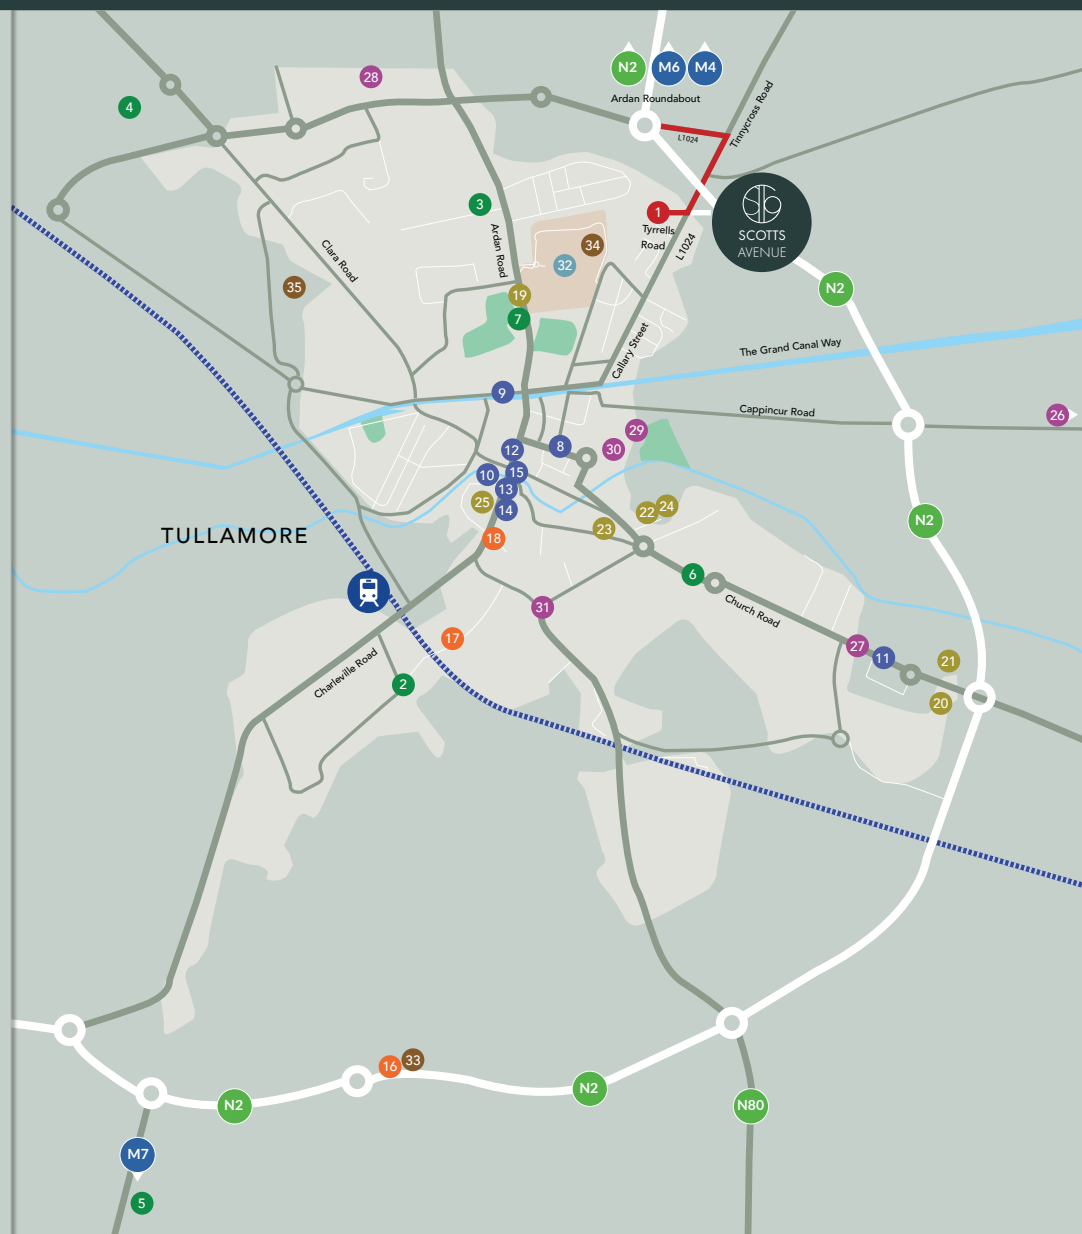 N2
M6
M4
Ardan Roundabout
28
4
L1024
Tinnycross Road
3
1
Tyrrells
Road
L1024
SCOTTS
AVENUE
Ardan Road
34
32
Clara Road
35
19
7
N2
Callary Street
The Grand Canal Way
9
Cappincur Road
26
29
8
30
12
15
10
13
25
14
22
24
23
18
N2
TULLAMORE
6
31
Church Road
17
27
11
21
Charleville Road
2
20
16
33
N2
N2
N80
M7
5